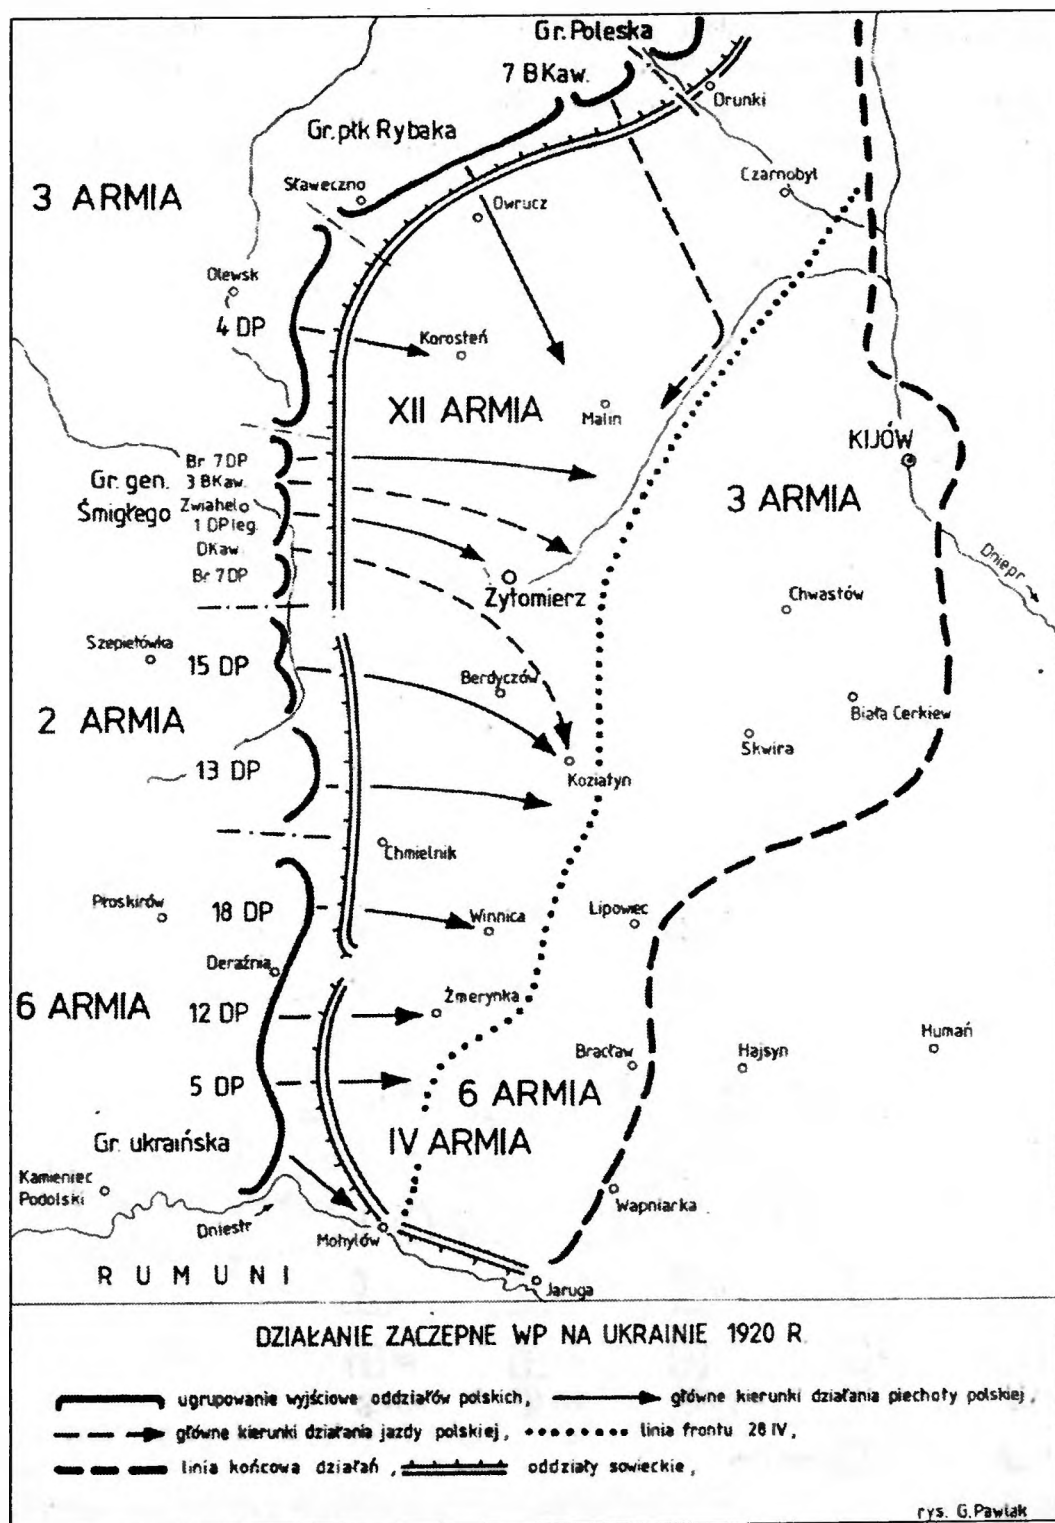 Gr. Poleska
7 BKaw.
Drunki
Gr. płk Rybaka
Czarnobyl
3 ARMIA
Sławeczno
Owrucz
Olewsk
4 DP
Korosteń
XII ARMIA
Malin
KIJÓW
Br 7 DP
Gr. gen.
3 BKaw.
Śmigłego
Zwiahel
1 DP leg.
DKaw.
Br 7 DP
3 ARMIA
Dniepr
Żytomierz
Chwastów
Szepietówka
15 DP
Berdyczów
Biała Cerkiew
2 ARMIA
Skwira
13 DP
Koziatyn
Chmielnik
Płoskirów
18 DP
Winnica
Lipowiec
Deraźnia
6 ARMIA
12 DP
Żmerynka
Humań
Bracław
Hajsyn
5 DP
6 ARMIA
IV ARMIA
Gr. ukraińska
Kamieniec
Podolski
Wapniarka
Dniestr
Mohylów
RUMUNI
Jaruga
DZIAŁANIE ZACZEPNE WP NA UKRAINIE 1920 R.
ugrupowanie wyjściowe oddziałów polskich, główne kierunki działania piechoty polskiej,
główne kierunki działania jazdy polskiej, linia frontu 28 IV,
linia końcowa działań, oddziały sowieckie,
rys. G. Pawlak